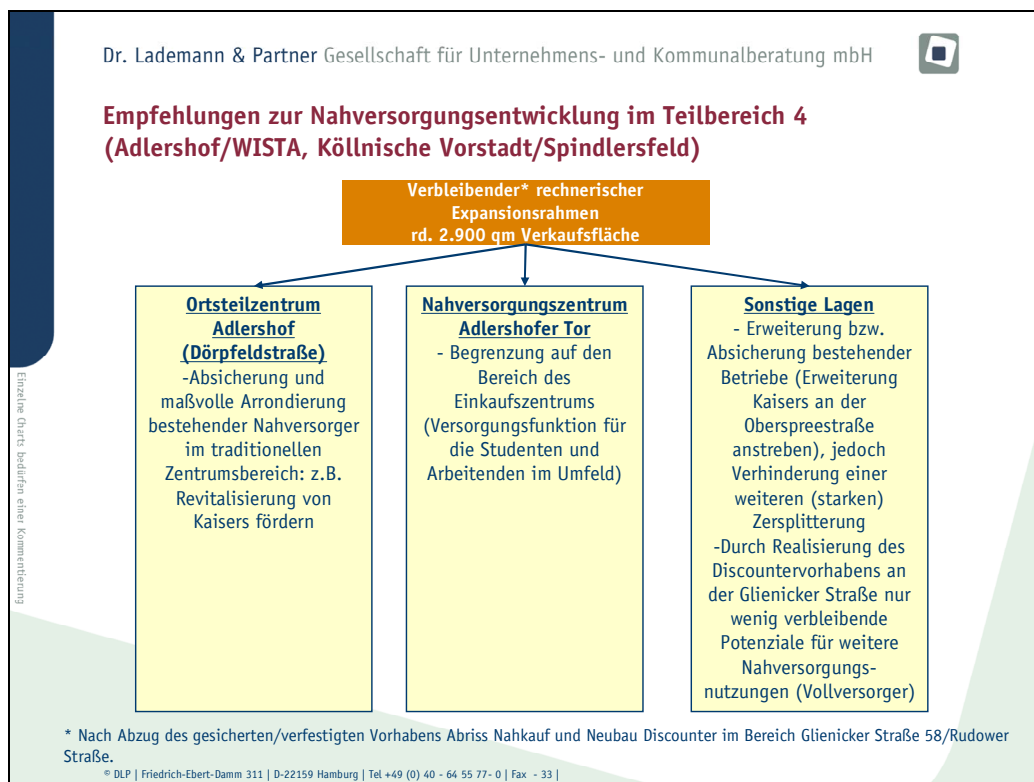 Dr. Lademann & Partner Gesellschaft für Unternehmens- und Kommunalberatung mbH
Empfehlungen zur Nahversorgungsentwicklung im Teilbereich 4
(Adlershof/WISTA, Köllnische Vorstadt/Spindlersfeld)
Verbleibender* rechnerischer
Expansionsrahmen
rd. 2.900 qm Verkaufsfläche
Ortsteilzentrum
Adlershof
(Dörpfeldstraße)
-Absicherung und
maßvolle Arrondierung
bestehender Nahversorger
im traditionellen
Zentrumsbereich: z.B.
Revitalisierung von
Kaisers fördern
Nahversorgungszentrum
Adlershofer Tor
- Begrenzung auf den
Bereich des
Einkaufszentrums
(Versorgungsfunktion für
die Studenten und
Arbeitenden im Umfeld)
Sonstige Lagen
- Erweiterung bzw.
Absicherung bestehender
Betriebe (Erweiterung
Kaisers an der
Oberspreestraße
anstreben), jedoch
Verhinderung einer
weiteren (starken)
Zersplitterung
-Durch Realisierung des
Discountervorhabens an
der Glienicker Straße nur
wenig verbleibende
Potenziale für weitere
Nahversorgungs-
nutzungen (Vollversorger)
Einzelne Charts bedürfen einer Kommentierung
* Nach Abzug des gesicherten/verfestigten Vorhabens Abriss Nahkauf und Neubau Discounter im Bereich Glienicker Straße 58/Rudower
Straße.
© DLP | Friedrich-Ebert-Damm 311 | D-22159 Hamburg | Tel +49 (0) 40 - 64 55 77- 0 | Fax - 33 |